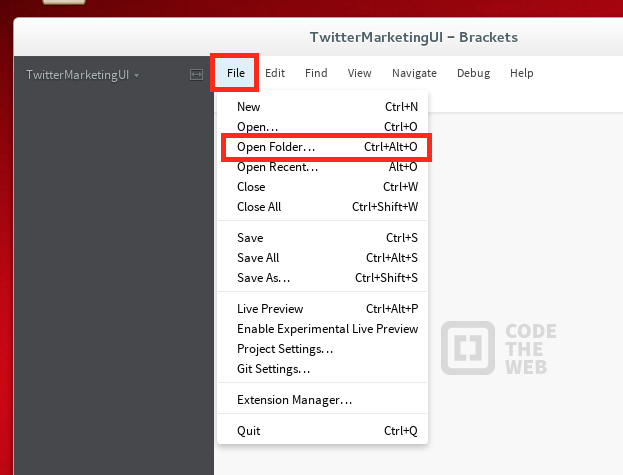 TwitterMarketingUI – Brackets
TwitterMarketingUI
File Edit Find View Navigate Debug Help
New Ctrl+N
Open… Ctrl+O
Open Folder… Ctrl+Alt+O
Open Recent… Alt+O
Close Ctrl+W
Close All Ctrl+Shift+W
Save Ctrl+S
Save All Ctrl+Alt+S
Save As… Ctrl+Shift+S
Live Preview Ctrl+Alt+P
Enable Experimental Live Preview
Project Settings…
Git Settings…
Extension Manager…
Quit Ctrl+Q
CODE
THE
WEB